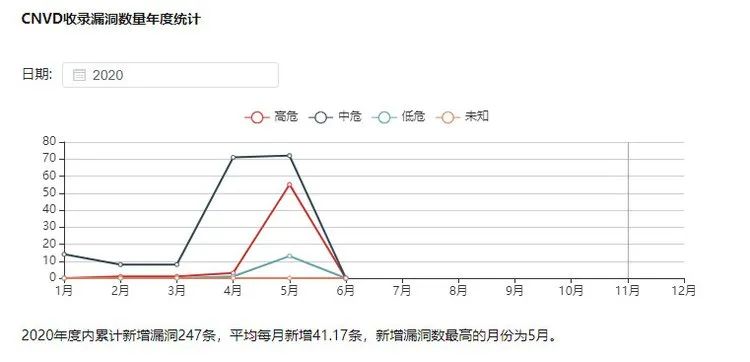 CNVD收录漏洞数量年度统计
日期: 2020
高危 中危 低危 未知
80
70
60
50
40
30
20
10
0
1月 2月 3月 4月 5月 6月 7月 8月 9月 10月 11月 12月
2020年度内累计新增漏洞247条，平均每月新增41.17条，新增漏洞数最高的月份为5月。